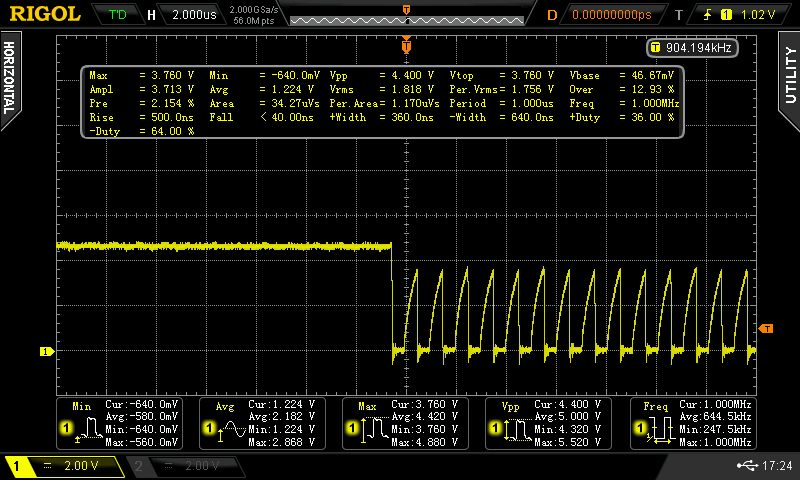 RIGOL T'D H 2.000us 2.000GSa/s 56.0M pts D 0.00000000ps T 1 1.02 V
HORIZONTAL
UTILITY
T 904.194kHz
Max = 3.760 V Min = -640.0mV Vpp = 4.400 V Vtop = 3.760 V Vbase = 46.67mV
Ampl = 3.713 V Avg = 1.224 V Vrms = 1.818 V Per.Vrms= 1.756 V Over = 12.93 %
Pre = 2.154 % Area = 34.27uVs Per.Area= 1.170uVs Period = 1.000us Freq = 1.000MHz
Rise = 500.0ns Fall < 40.00ns +Width = 360.0ns -Width = 640.0ns +Duty = 36.00 %
-Duty = 64.00 %
T
1
T
Min Cur:-640.0mV
Avg:-580.0mV
1 Min:-640.0mV
Max:-560.0mV
Avg Cur:1.224 V
Avg:2.182 V
1 Min:1.224 V
Max:2.868 V
Max Cur:3.760 V
Avg:4.420 V
1 Min:3.760 V
Max:4.880 V
Vpp Cur:4.400 V
Avg:5.000 V
1 Min:4.320 V
Max:5.520 V
Freq Cur:1.000MHz
Avg:644.5kHz
1 Min:247.5kHz
Max:1.000MHz
1 2.00 V 2 2.00 V 17:24